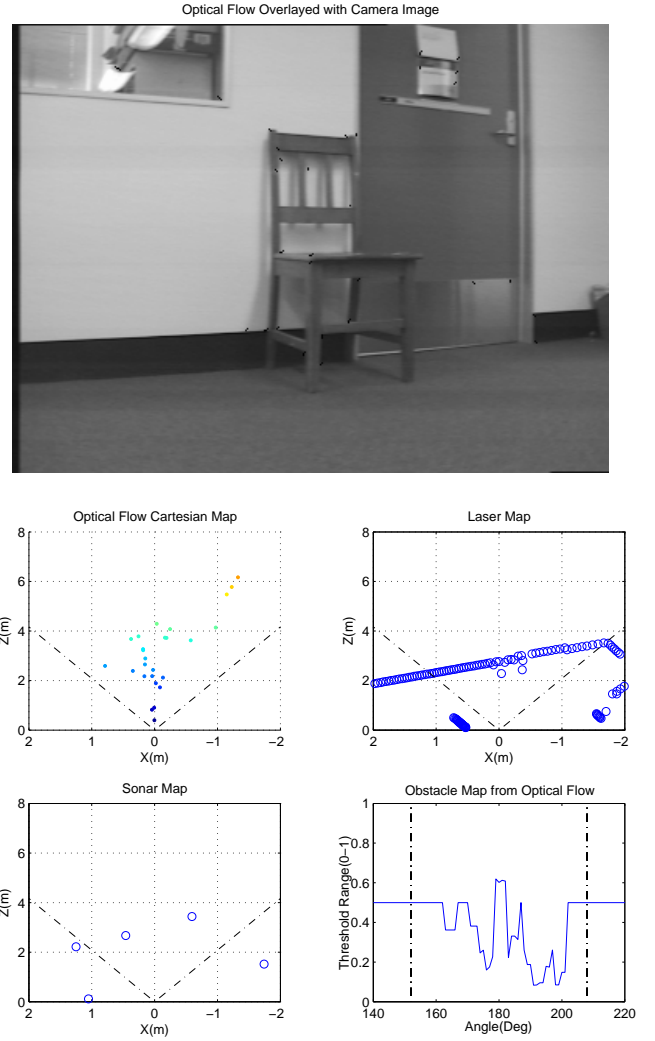 Optical Flow Overlayed with Camera Image
Optical Flow Cartesian Map
8
6
4
2
0
Z(m)
2 1 0 −1 −2
X(m)
Laser Map
8
6
4
2
0
Z(m)
2 1 0 −1 −2
X(m)
Sonar Map
8
6
4
2
0
Z(m)
2 1 0 −1 −2
X(m)
Obstacle Map from Optical Flow
1
0.8
0.6
0.4
0.2
0
Threshold Range(0−1)
140 160 180 200 220
Angle(Deg)